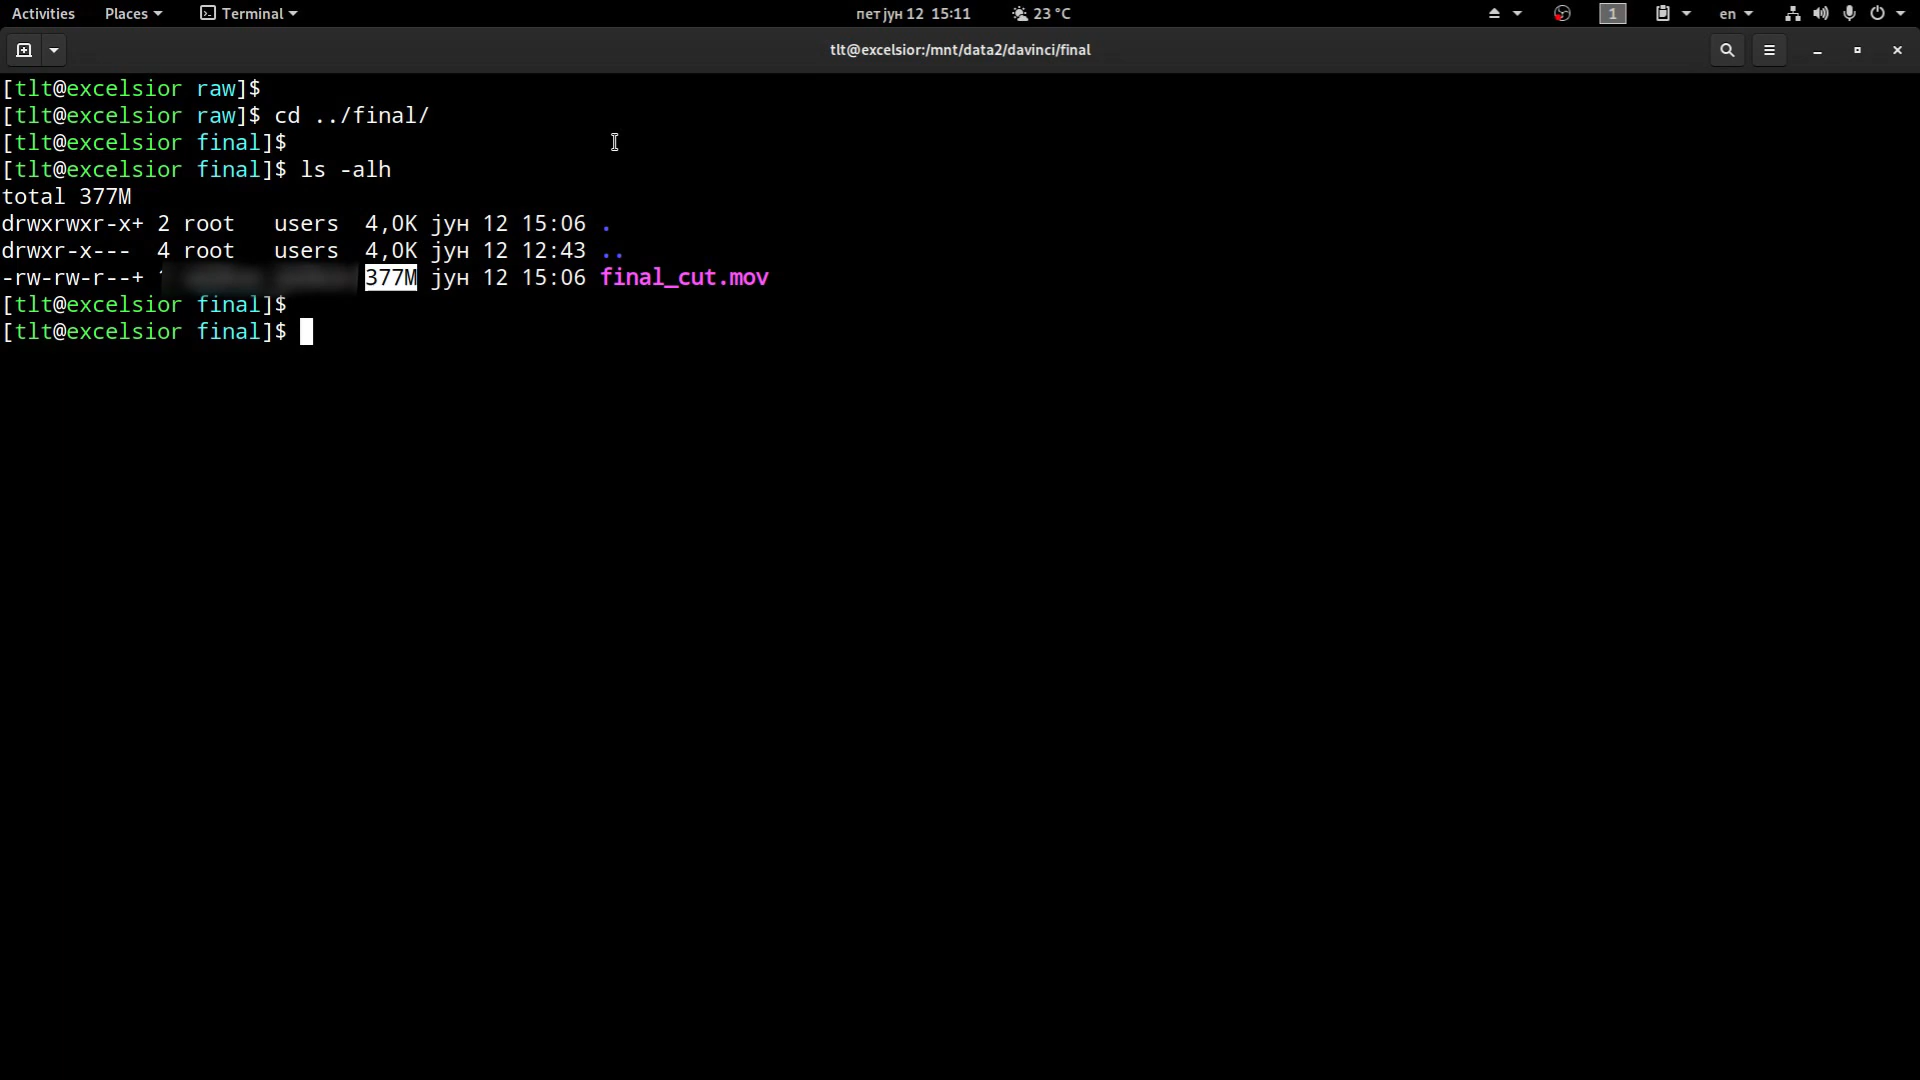 Activities Places Terminal пет јун 12 15:11 23 °C 1 en
tlt@excelsior:/mnt/data2/davinci/final
[tlt@excelsior raw]$
[tlt@excelsior raw]$ cd ../final/
[tlt@excelsior final]$
[tlt@excelsior final]$ ls -alh
total 377M
drwxrwxr-x+ 2 root users 4,0K јун 12 15:06 .
drwxr-x--- 4 root users 4,0K јун 12 12:43 ..
-rw-rw-r--+ 377M јун 12 15:06 final_cut.mov
[tlt@excelsior final]$
[tlt@excelsior final]$